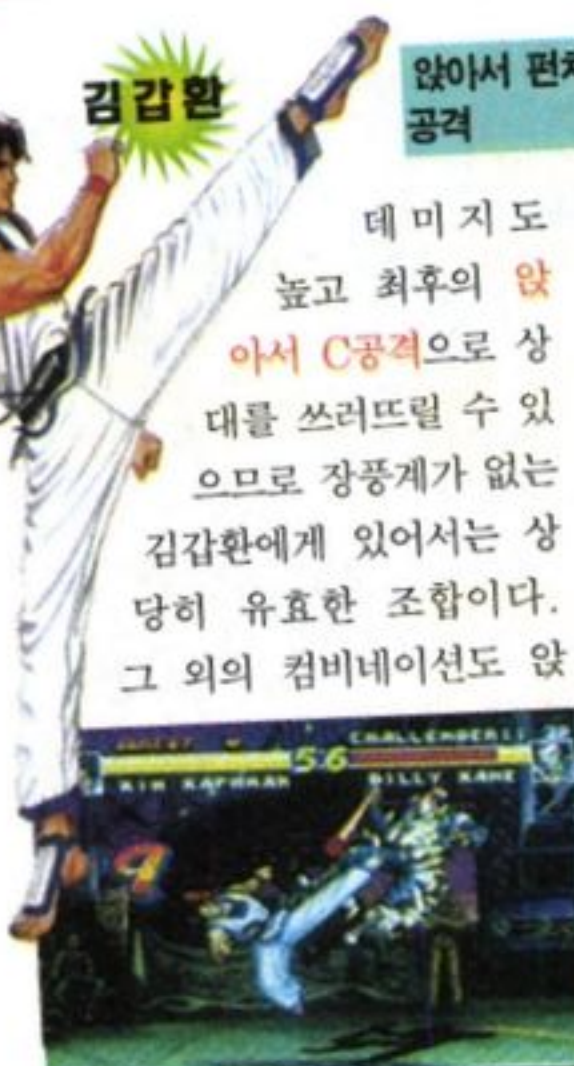 김갑환
앉아서 펀치
공격
데미지도
높고 최후의 앉
아서 C공격으로 상
대를 쓰러뜨릴 수 있
으므로 장풍계가 없는
김갑환에게 있어서는 상
당히 유효한 조합이다.
그 외의 컴비네이션도 앉
CHALLENGER!!
56
KIM KAPHWAN
BILLY KANE